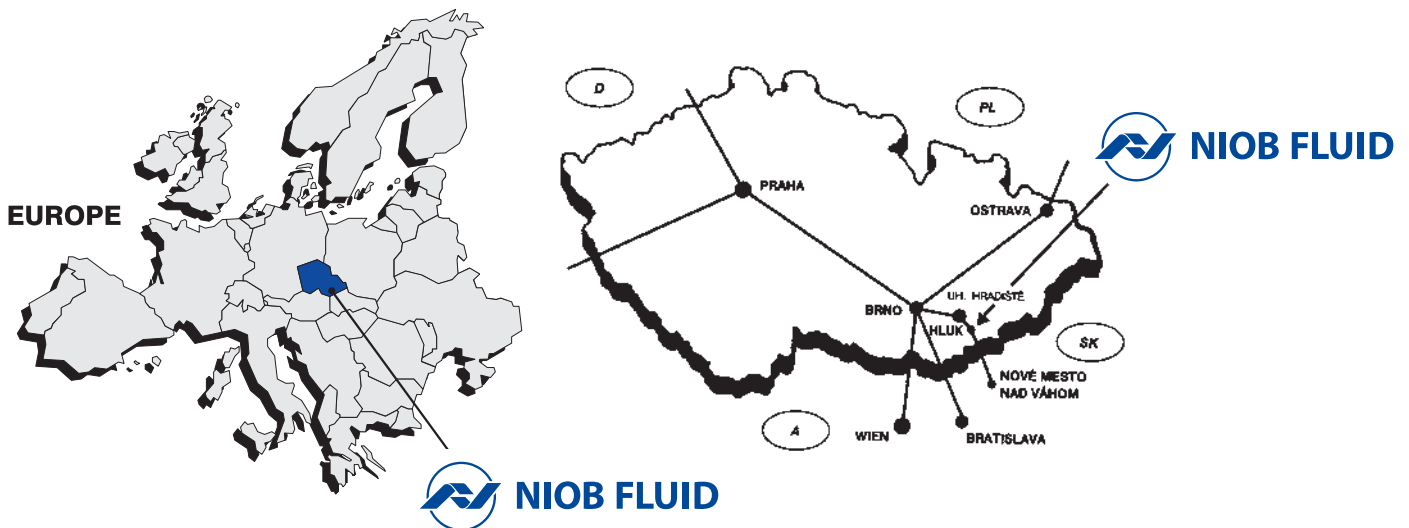 EUROPE
NIOB FLUID
D
PL
NIOB FLUID
PRAHA
OSTRAVA
UH. HRADIŠTĚ
BRNO
HLUK
SK
NOVÉ MESTO
NAD VÁHOM
A
WIEN
BRATISLAVA